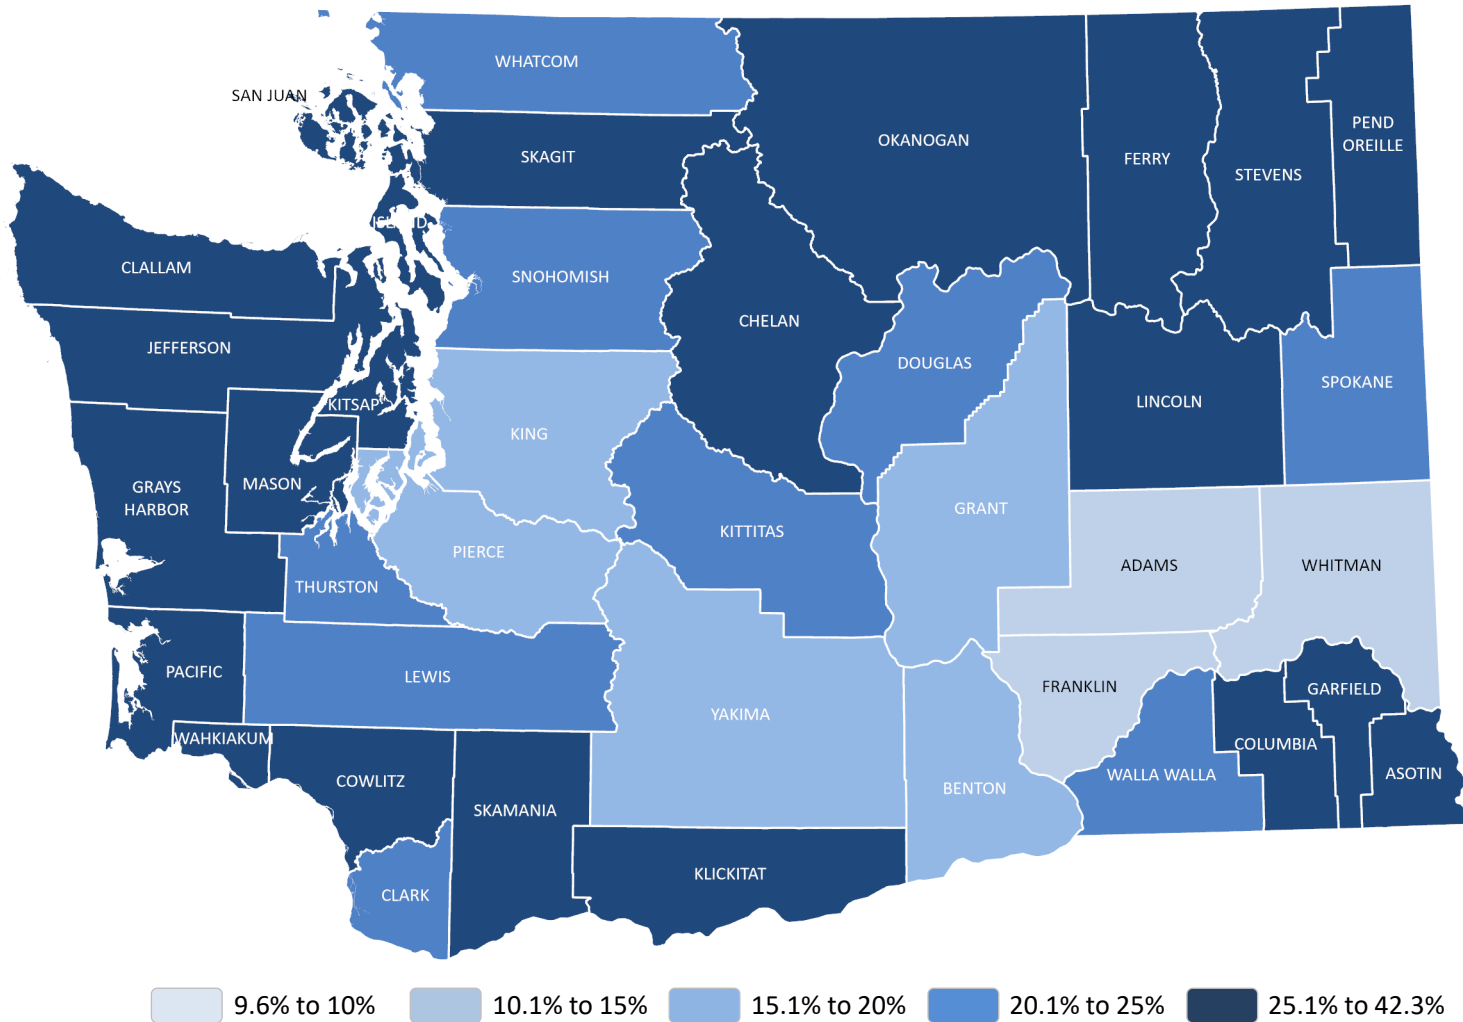 WHATCOM
SAN JUAN
SKAGIT
OKANOGAN
FERRY
STEVENS
PEND
OREILLE
ISLAND
CLALLAM
SNOHOMISH
CHELAN
JEFFERSON
DOUGLAS
SPOKANE
KITSAP
LINCOLN
KING
MASON
GRAYS
HARBOR
GRANT
KITTITAS
PIERCE
ADAMS
WHITMAN
THURSTON
PACIFIC
LEWIS
FRANKLIN
GARFIELD
YAKIMA
WAHKIAKUM
COLUMBIA
COWLITZ
WALLA WALLA
ASOTIN
BENTON
SKAMANIA
KLICKITAT
CLARK
9.6% to 10%
10.1% to 15%
15.1% to 20%
20.1% to 25%
25.1% to 42.3%